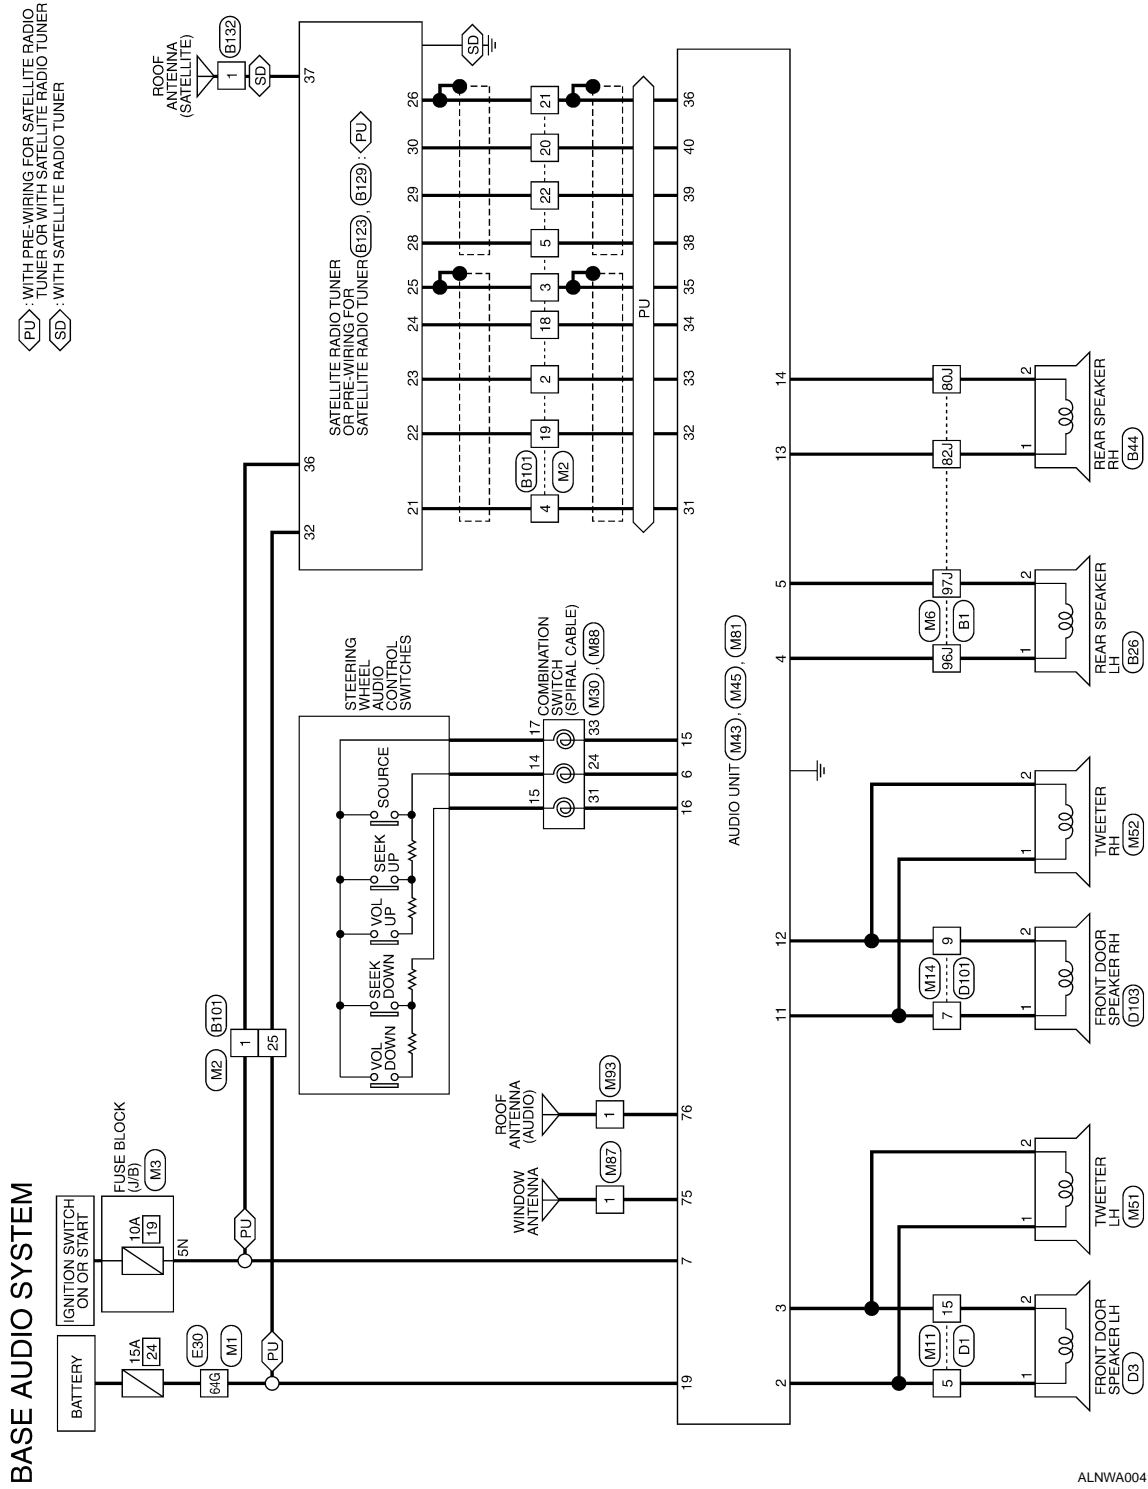 BASE AUDIO SYSTEM
PU : WITH PRE-WIRING FOR SATELLITE RADIO
TUNER OR WITH SATELLITE RADIO TUNER
SD : WITH SATELLITE RADIO TUNER
BATTERY
15A
24
E30
64G
M1
PU
IGNITION SWITCH
ON OR START
FUSE BLOCK
(J/B)
M3
10A
19
5N
PU
M2
B101
1
25
ROOF
ANTENNA
(SATELLITE)
1
B132
SD
32
36
37
SD
SATELLITE RADIO TUNER
OR PRE-WIRING FOR
SATELLITE RADIO TUNER B123 , B129 : PU
21
22
23
24
25
28
29
30
26
B101
M2
4
19
2
18
3
5
22
20
21
PU
31
32
33
34
35
38
39
40
36
STEERING
WHEEL
AUDIO
CONTROL
SWITCHES
VOL
DOWN
SEEK
DOWN
VOL
UP
SEEK
UP
SOURCE
15
14
17
COMBINATION
SWITCH
(SPIRAL CABLE)
M30 , M88
31
24
33
16
6
15
WINDOW
ANTENNA
1
M87
75
ROOF
ANTENNA
(AUDIO)
1
M93
76
19
7
AUDIO UNIT M43 , M45 , M81
2
3
11
12
4
5
13
14
M11
D1
5
15
1
2
FRONT DOOR
SPEAKER LH
D3
1
2
TWEETER
LH
M51
M14
D101
7
9
1
2
FRONT DOOR
SPEAKER RH
D103
1
2
TWEETER
RH
M52
M6
B1
96J
97J
1
2
REAR SPEAKER
LH
B26
82J
80J
1
2
REAR SPEAKER
RH
B44
ALNWA004